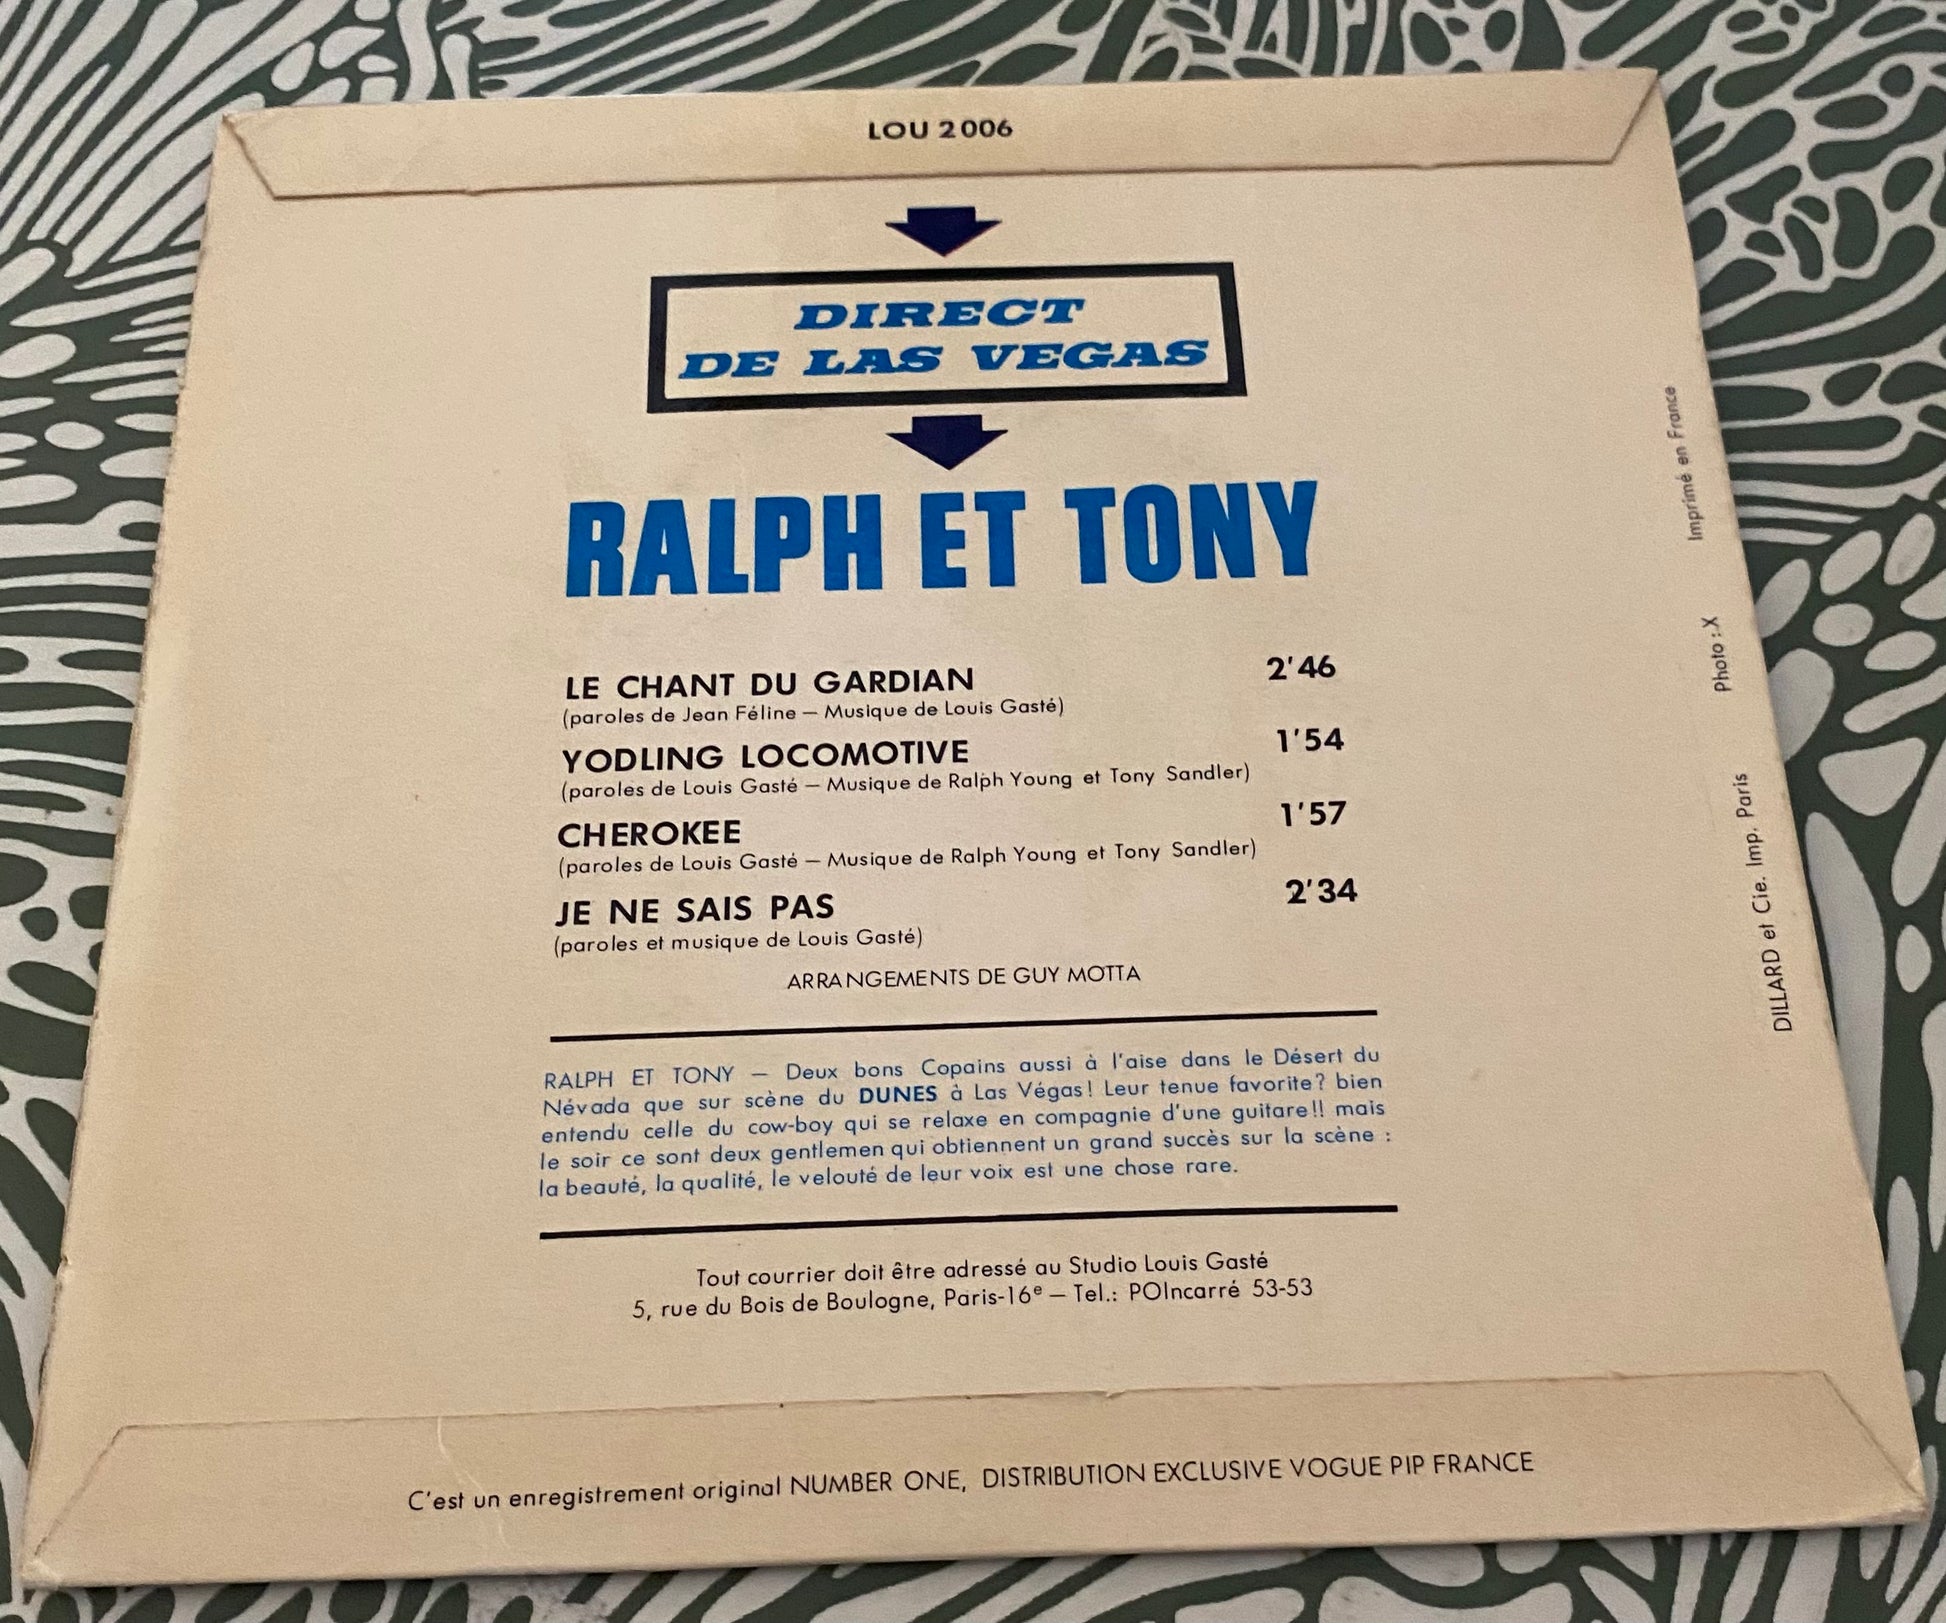 LOU 2006
DIRECT
DE LAS VEGAS
RALPH ET TONY
LE CHANT DU GARDIAN 2'46
(paroles de Jean Féline — Musique de Louis Gasté)
YODLING LOCOMOTIVE 1'54
(paroles de Louis Gasté — Musique de Ralph Young et Tony Sandler)
CHEROKEE 1'57
(paroles de Louis Gasté — Musique de Ralph Young et Tony Sandler)
JE NE SAIS PAS 2'34
(paroles et musique de Louis Gasté)
ARRANGEMENTS DE GUY MOTTA
RALPH ET TONY — Deux bons Copains aussi à l'aise dans le Désert du
Névada que sur scène du DUNES à Las Végas! Leur tenue favorite? bien
entendu celle du cow-boy qui se relaxe en compagnie d'une guitare!! mais
le soir ce sont deux gentlemen qui obtiennent un grand succès sur la scène :
la beauté, la qualité, le velouté de leur voix est une chose rare.
Tout courrier doit être adressé au Studio Louis Gasté
5, rue du Bois de Boulogne, Paris-16e — Tel.: POIncarré 53-53
C'est un enregistrement original NUMBER ONE, DISTRIBUTION EXCLUSIVE VOGUE PIP FRANCE
DILLARD et Cie. Imp. Paris Photo : X Imprimé en France